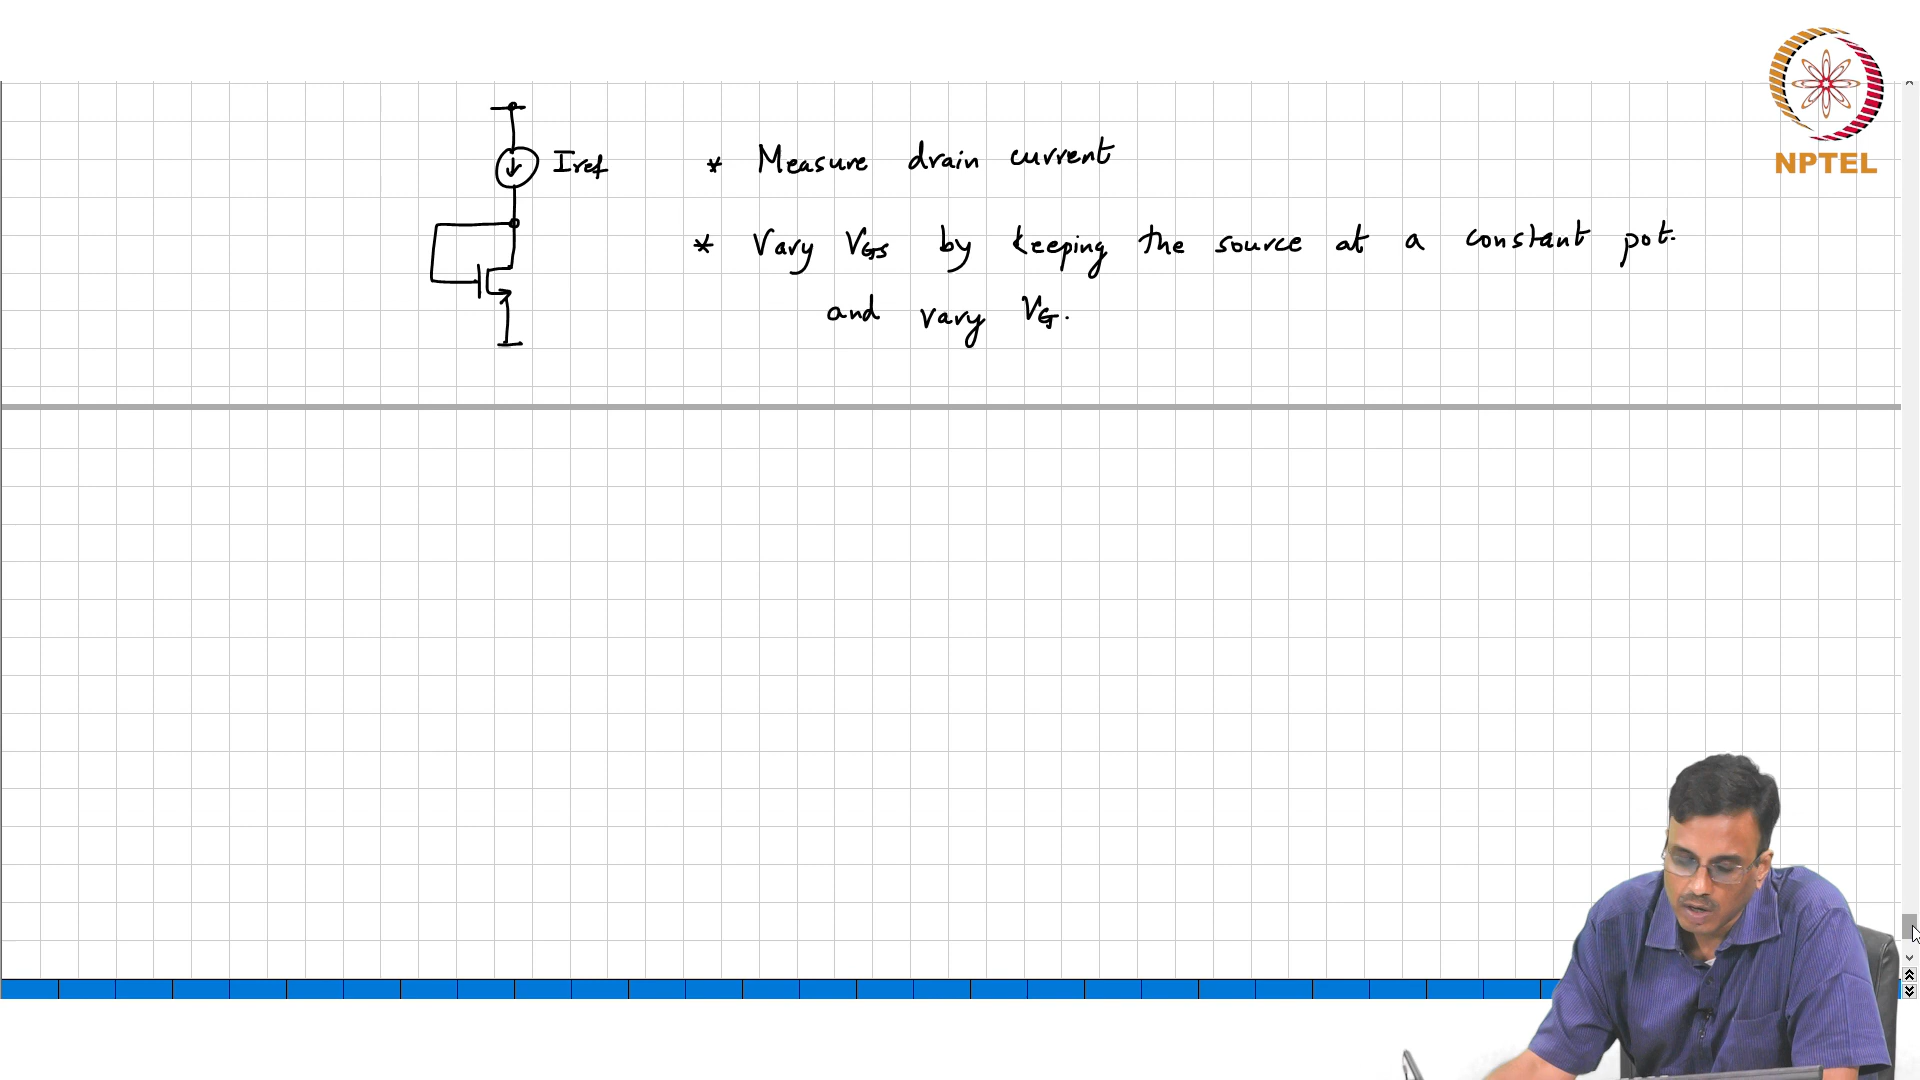 Iref
* Measure drain current
* Vary VGS by keeping the source at a constant pot.
and vary VG.
NPTEL